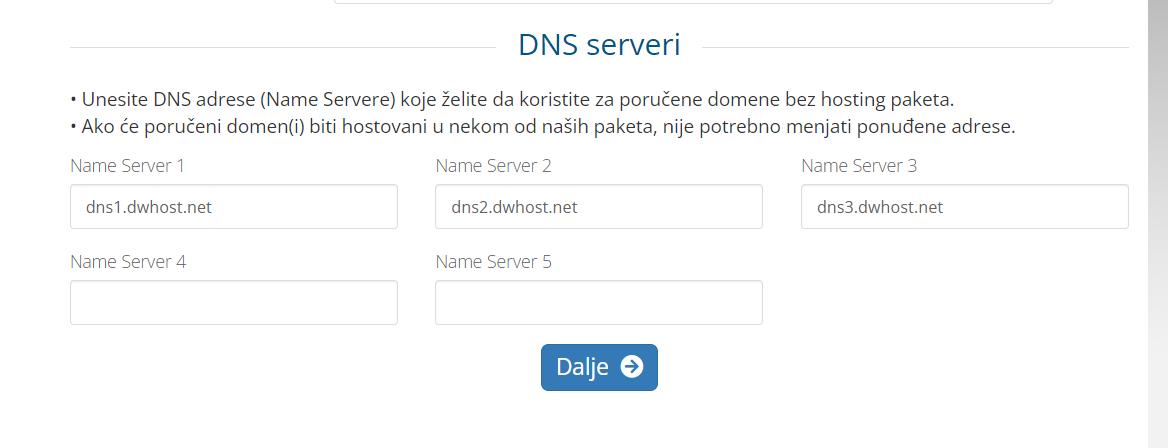 DNS serveri
• Unesite DNS adrese (Name Servere) koje želite da koristite za poručene domene bez hosting paketa.
• Ako će poručeni domen(i) biti hostovani u nekom od naših paketa, nije potrebno menjati ponuđene adrese.
Name Server 1
Name Server 2
Name Server 3
dns1.dwhost.net
dns2.dwhost.net
dns3.dwhost.net
Name Server 4
Name Server 5
Dalje